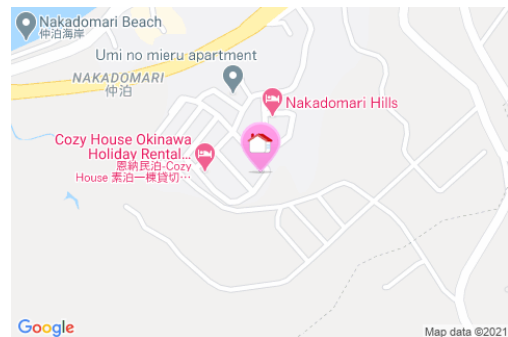 Nakadomari Beach
仲泊海岸
Umi no mieru apartment
NAKADOMARI
仲泊
Nakadomari Hills
Cozy House Okinawa
Holiday Rental...
恩納民泊-Cozy
House 素泊一棟貸切…
Google
Map data ©2021